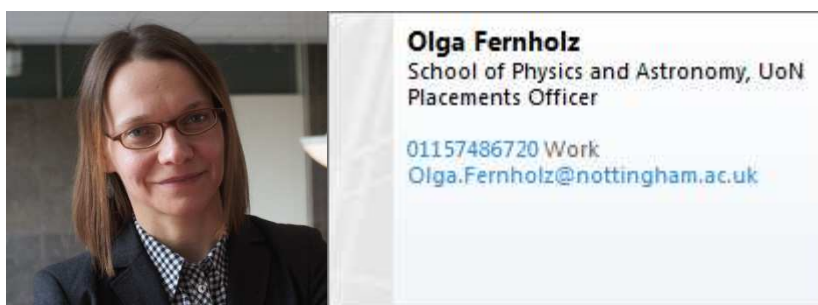 Olga Fernholz
School of Physics and Astronomy, UoN
Placements Officer
01157486720 Work
Olga.Fernholz@nottingham.ac.uk